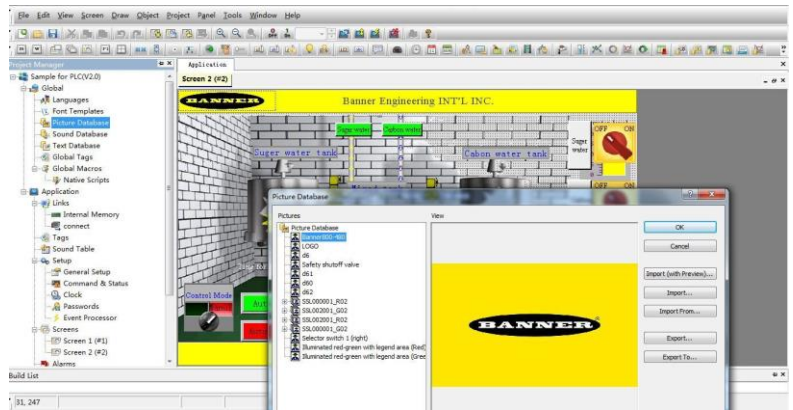 File Edit View Screen Draw Object Project Panel Tools Window Help
Project Manager
Application
Sample for PLC(V2.0)
Screen 2 (#2)
Global
Languages
Font Templates
Picture Database
Sound Database
Text Database
Global Tags
Global Macros
Native Scripts
Application
Links
Internal Memory
connect
Tags
Sound Table
Setup
General Setup
Command & Status
Clock
Passwords
Event Processor
Screens
Screen 1 (#1)
Screen 2 (#2)
Alarms
Build List
31, 247
BANNER
Banner Engineering INT'L INC.
Suger water
Cabon water
Suger water tank
Cabon water tank
Suger
water
OFF ON
OFF ON
Control Mode
Picture Database
Pictures
View
Picture Database
Banner800-480
LOGO
d6
Safety shutoff valve
d61
d60
d62
SSL000001_R02
SSL002001_G02
SSL002001_R02
SSL000001_G02
Selector switch 1 (right)
Illuminated red-green with legend area (Red)
Illuminated red-green with legend area (Gree
BANNER
OK
Cancel
Import (with Preview)...
Import...
Import From...
Export...
Export To...